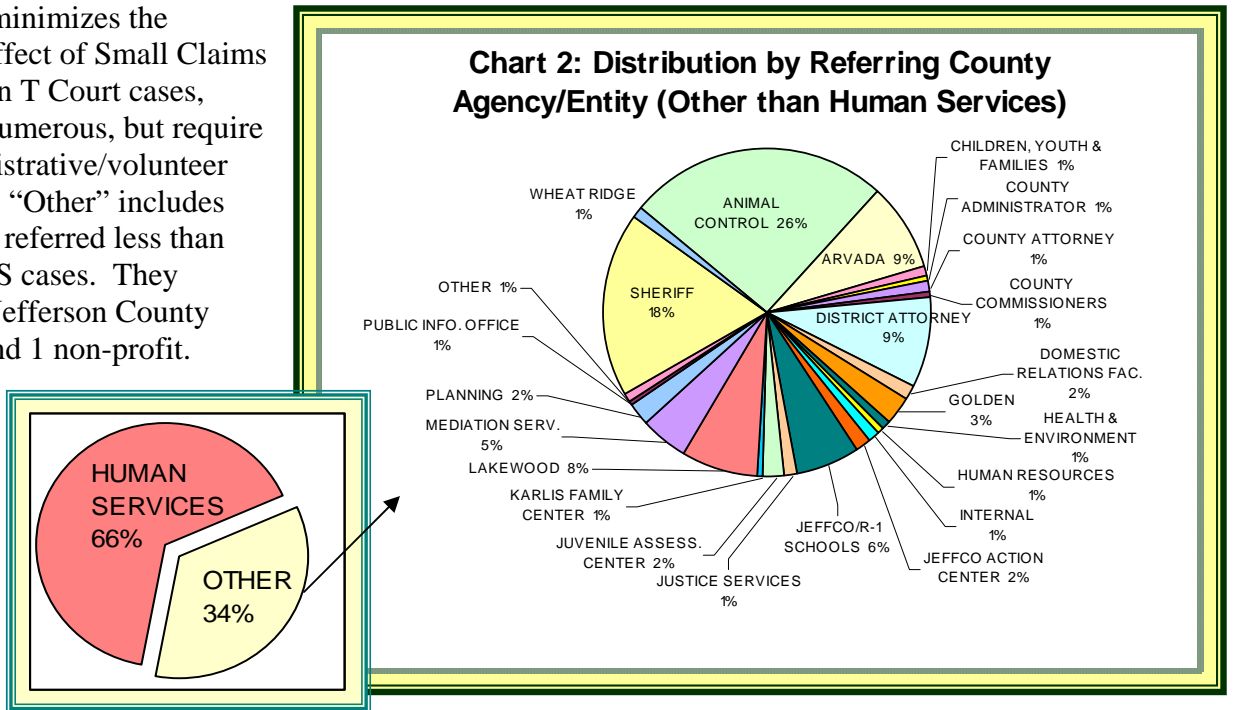 minimizes the
ffect of Small Claims
n T Court cases,
umerous, but require
istrative/volunteer
“Other” includes
referred less than
S cases. They
efferson County
nd 1 non-profit.
Chart 2: Distribution by Referring County
Agency/Entity (Other than Human Services)
WHEAT RIDGE
1%
ANIMAL
CONTROL 26%
ARVADA 9%
CHILDREN, YOUTH &
FAMILIES 1%
COUNTY
ADMINISTRATOR 1%
COUNTY ATTORNEY
1%
COUNTY
COMMISSIONERS
1%
DISTRICT ATTORNEY
9%
DOMESTIC
RELATIONS FAC.
2%
GOLDEN
3%
HEALTH &
ENVIRONMENT
1%
HUMAN RESOURCES
1%
INTERNAL
1%
JEFFCO ACTION
CENTER 2%
JEFFCO/R-1
SCHOOLS 6%
JUSTICE SERVICES
1%
JUVENILE ASSESS.
CENTER 2%
KARLIS FAMILY
CENTER 1%
LAKEWOOD 8%
MEDIATION SERV.
5%
PLANNING 2%
PUBLIC INFO. OFFICE
1%
OTHER 1%
SHERIFF
18%
HUMAN
SERVICES
66%
OTHER
34%